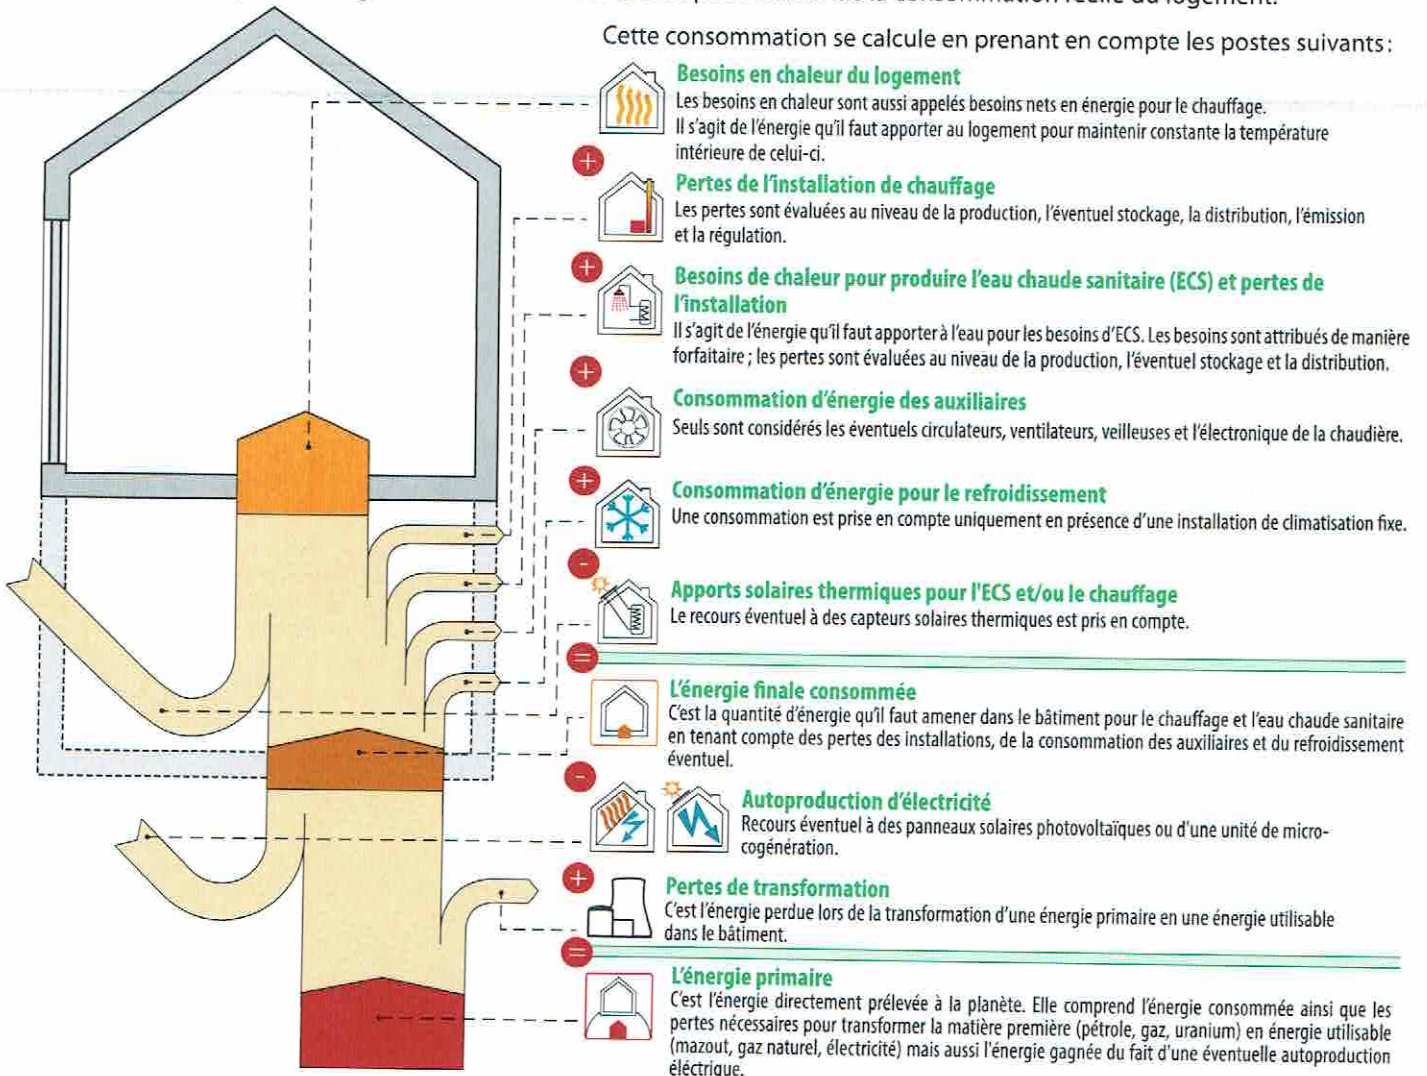 la consommation réelle du logement.
Cette consommation se calcule en prenant en compte les postes suivants :
Besoins en chaleur du logement
Les besoins en chaleur sont aussi appelés besoins nets en énergie pour le chauffage.
Il s'agit de l'énergie qu'il faut apporter au logement pour maintenir constante la température
intérieure de celui-ci.
+
Pertes de l'installation de chauffage
Les pertes sont évaluées au niveau de la production, l'éventuel stockage, la distribution, l'émission
et la régulation.
+
Besoins de chaleur pour produire l'eau chaude sanitaire (ECS) et pertes de
l'installation
Il s'agit de l'énergie qu'il faut apporter à l'eau pour les besoins d'ECS. Les besoins sont attribués de manière
forfaitaire ; les pertes sont évaluées au niveau de la production, l'éventuel stockage et la distribution.
+
Consommation d'énergie des auxiliaires
Seuls sont considérés les éventuels circulateurs, ventilateurs, veilleuses et l'électronique de la chaudière.
+
Consommation d'énergie pour le refroidissement
Une consommation est prise en compte uniquement en présence d'une installation de climatisation fixe.
-
Apports solaires thermiques pour l'ECS et/ou le chauffage
Le recours éventuel à des capteurs solaires thermiques est pris en compte.
=
L'énergie finale consommée
C'est la quantité d'énergie qu'il faut amener dans le bâtiment pour le chauffage et l'eau chaude sanitaire
en tenant compte des pertes des installations, de la consommation des auxiliaires et du refroidissement
éventuel.
-
Autoproduction d'électricité
Recours éventuel à des panneaux solaires photovoltaïques ou d'une unité de micro-
cogénération.
+
Pertes de transformation
C'est l'énergie perdue lors de la transformation d'une énergie primaire en une énergie utilisable
dans le bâtiment.
=
L'énergie primaire
C'est l'énergie directement prélevée à la planète. Elle comprend l'énergie consommée ainsi que les
pertes nécessaires pour transformer la matière première (pétrole, gaz, uranium) en énergie utilisable
(mazout, gaz naturel, électricité) mais aussi l'énergie gagnée du fait d'une éventuelle autoproduction
éléctrique.